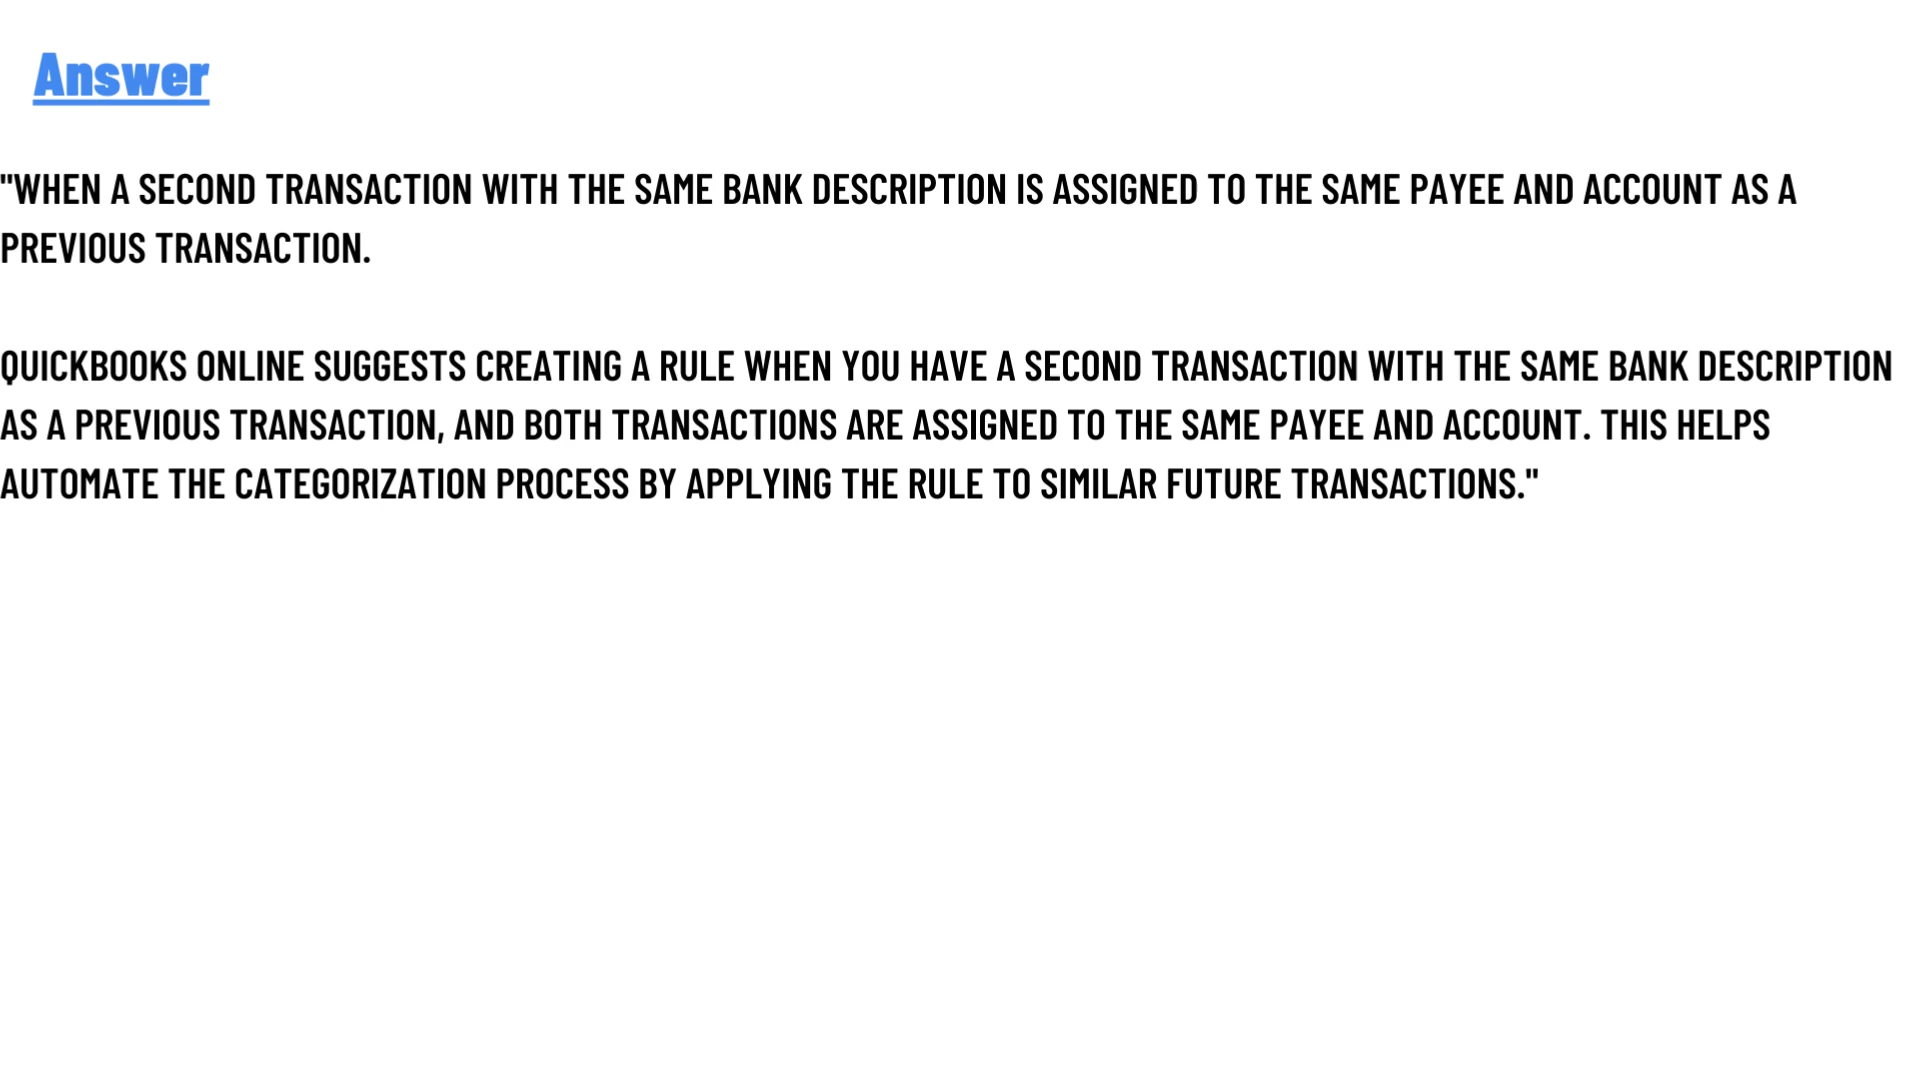 Answer
"WHEN A SECOND TRANSACTION WITH THE SAME BANK DESCRIPTION IS ASSIGNED TO THE SAME PAYEE AND ACCOUNT AS A
PREVIOUS TRANSACTION.
QUICKBOOKS ONLINE SUGGESTS CREATING A RULE WHEN YOU HAVE A SECOND TRANSACTION WITH THE SAME BANK DESCRIPTION
AS A PREVIOUS TRANSACTION, AND BOTH TRANSACTIONS ARE ASSIGNED TO THE SAME PAYEE AND ACCOUNT. THIS HELPS
AUTOMATE THE CATEGORIZATION PROCESS BY APPLYING THE RULE TO SIMILAR FUTURE TRANSACTIONS."